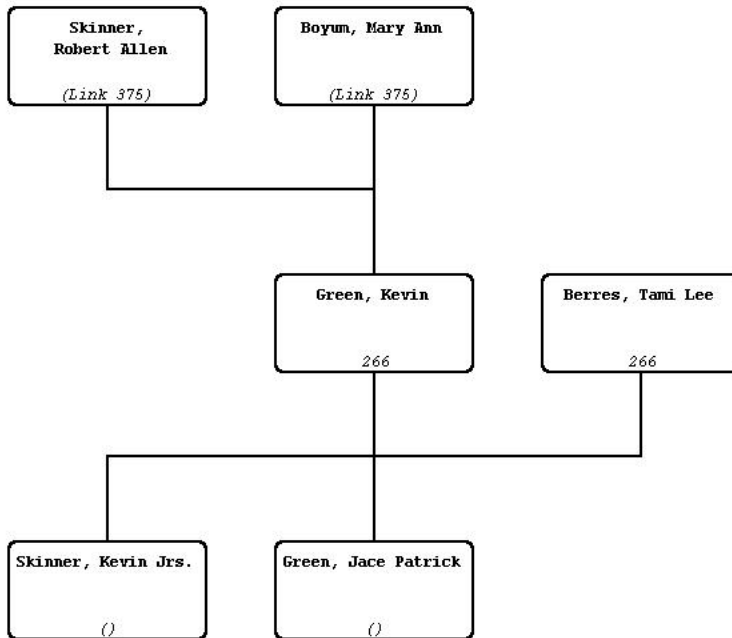 Skinner,
Robert Allen
(Link 375)
Boyum, Mary Ann
(Link 375)
Green, Kevin
266
Berres, Tami Lee
266
Skinner, Kevin Jrs.
()
Green, Jace Patrick
()